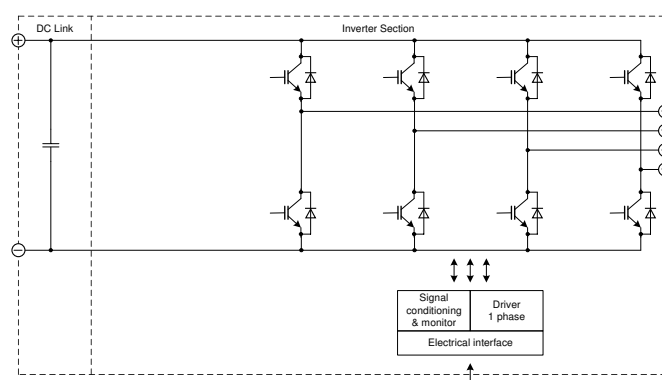 DC Link
Inverter Section
Signal
conditioning
& monitor
Driver
1 phase
Electrical interface